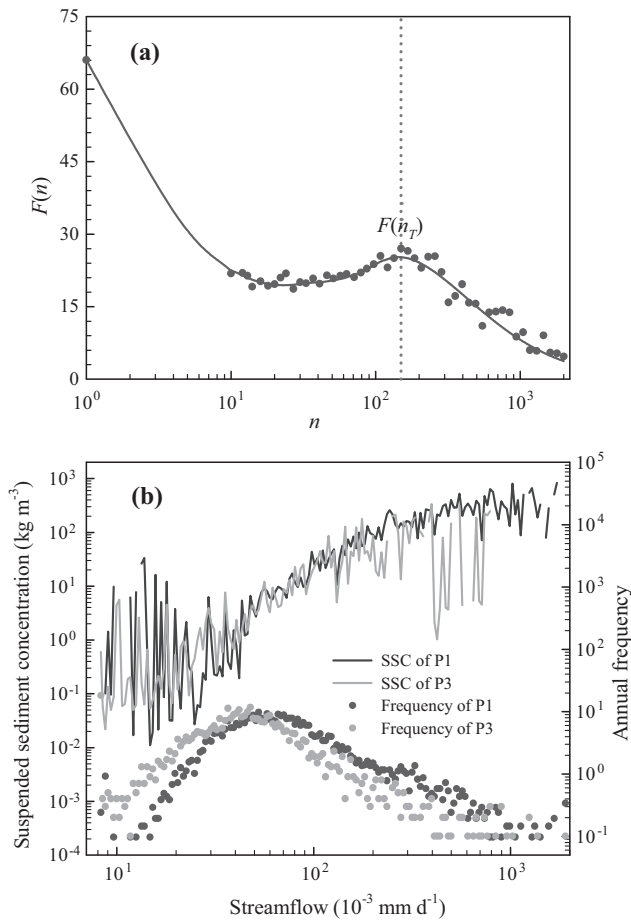 (a)
75
60
45
30
15
0
F(n)
F(n_T)
10^0 10^1 10^2 10^3
n
(b)
10^3
10^2
10^1
10^0
10^-1
10^-2
10^-3
10^-4
Suspended sediment concentration (kg m^-3)
10^5
10^4
10^3
10^2
10^1
10^0
10^-1
Annual frequency
SSC of P1
SSC of P3
Frequency of P1
Frequency of P3
10^1 10^2 10^3
Streamflow (10^-3 mm d^-1)